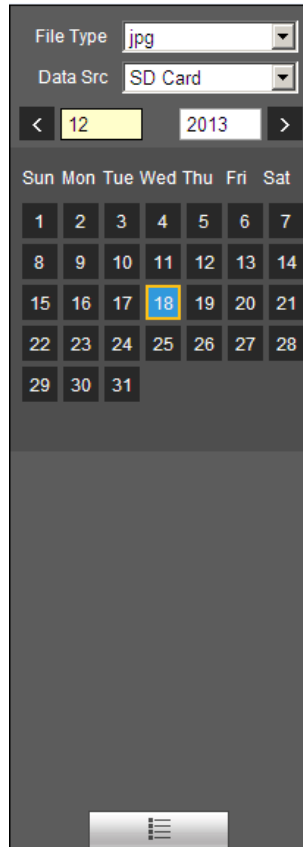 File Type jpg
Data Src SD Card
< 12 2013 >
Sun Mon Tue Wed Thu Fri Sat
1 2 3 4 5 6 7
8 9 10 11 12 13 14
15 16 17 18 19 20 21
22 23 24 25 26 27 28
29 30 31